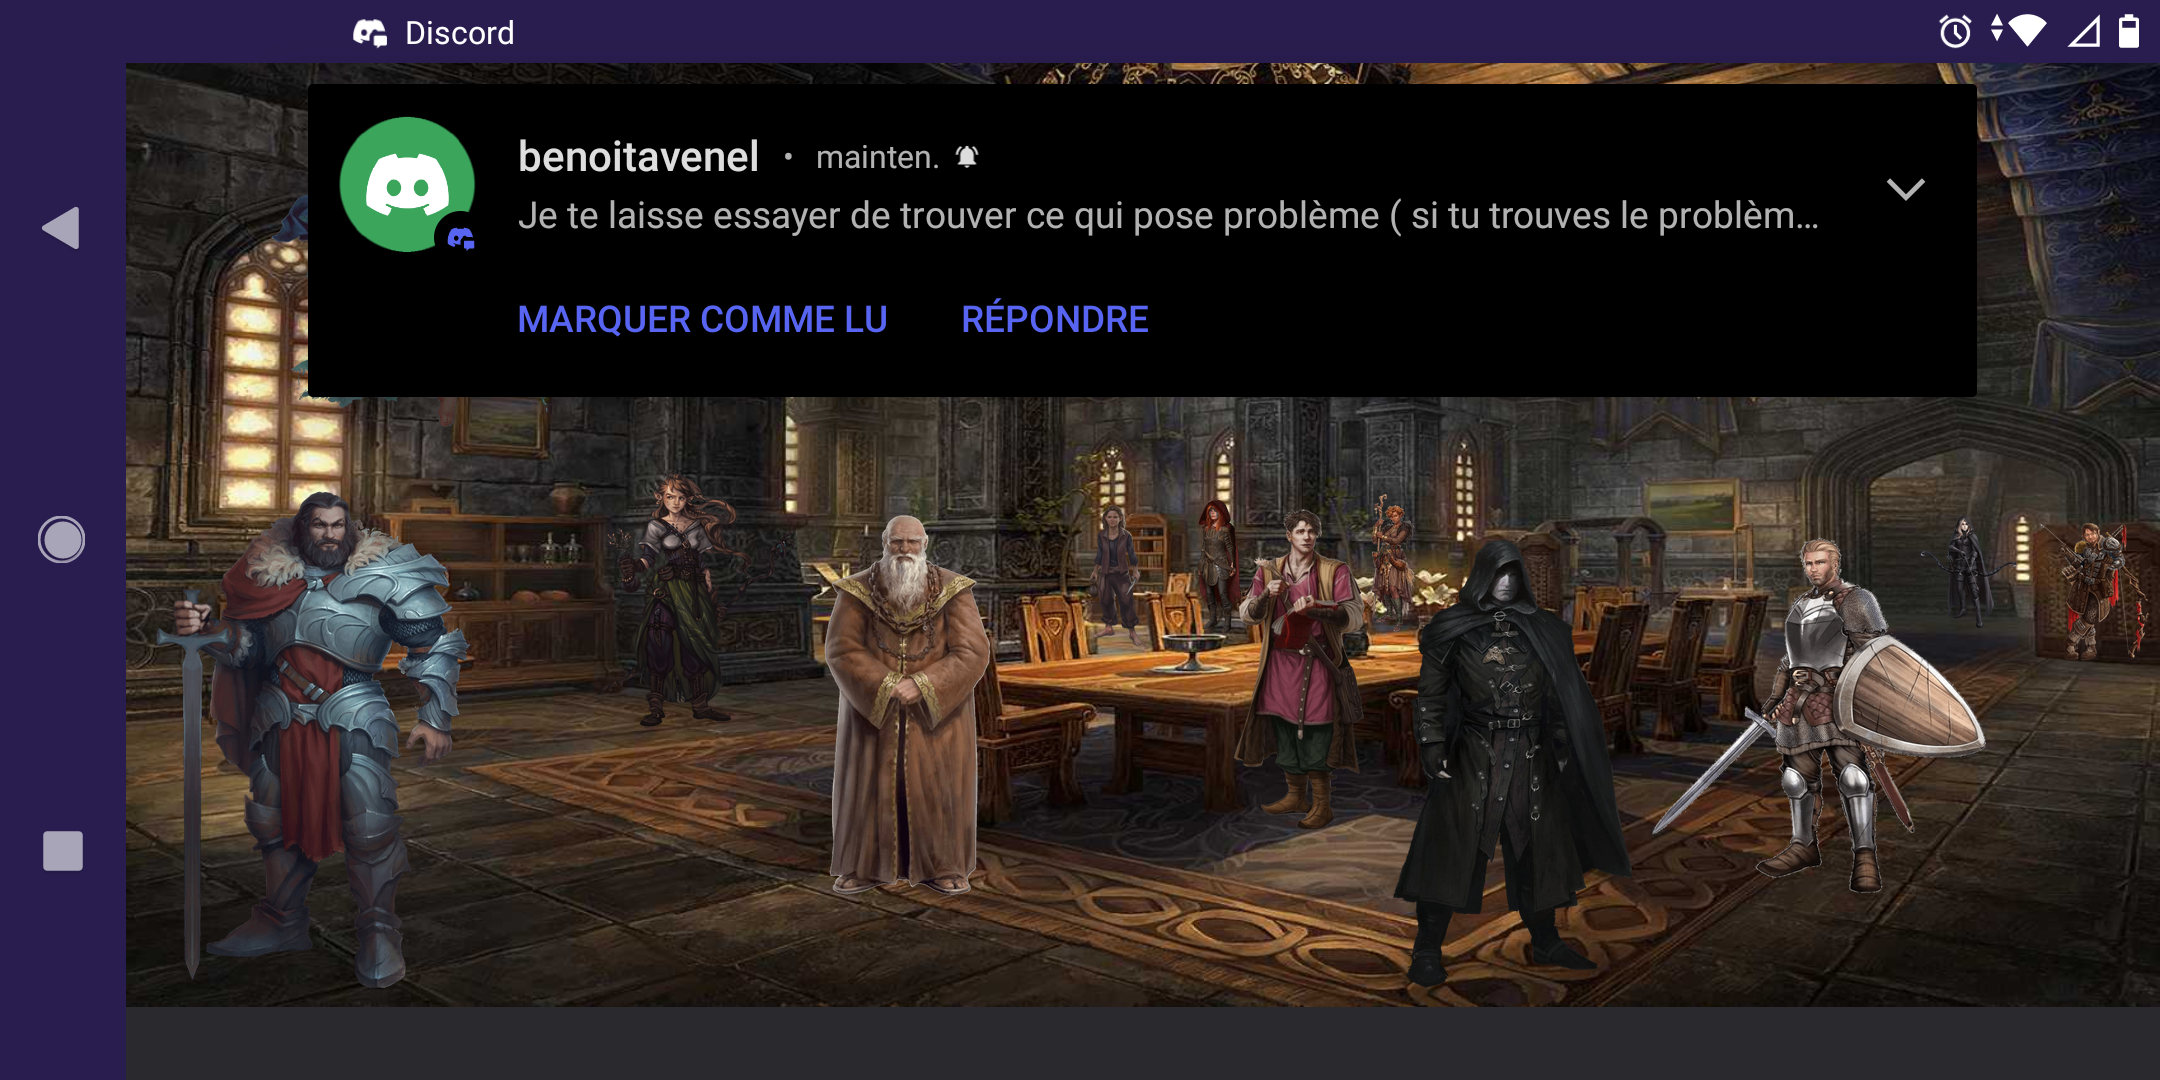 Discord
benoitavenel • mainten.
Je te laisse essayer de trouver ce qui pose problème ( si tu trouves le problèm...
MARQUER COMME LU RÉPONDRE